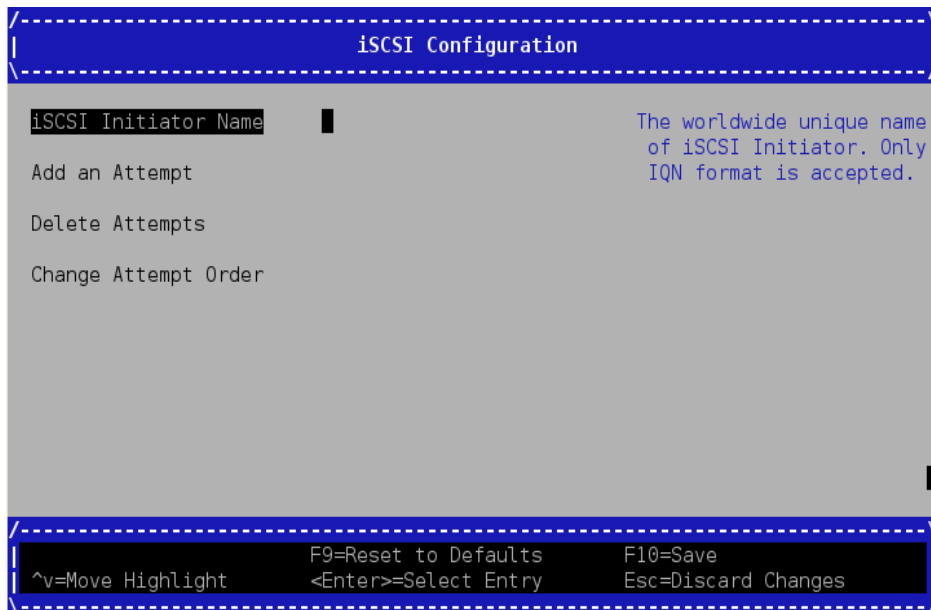 iSCSI Configuration
iSCSI Initiator Name
The worldwide unique name
of iSCSI Initiator. Only
Add an Attempt
IQN format is accepted.
Delete Attempts
Change Attempt Order
F9=Reset to Defaults F10=Save
^v=Move Highlight <Enter>=Select Entry Esc=Discard Changes